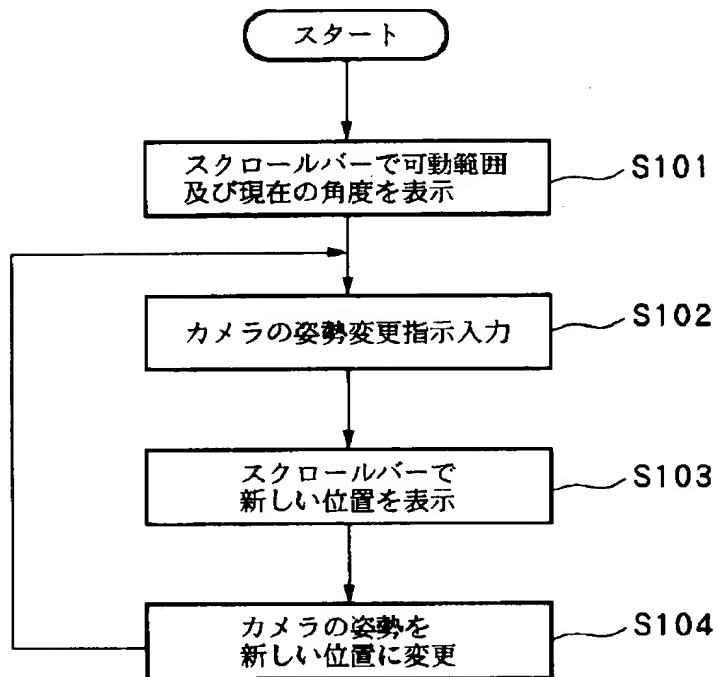 スタート
スクロールバーで可動範囲
及び現在の角度を表示
S101
カメラの姿勢変更指示入力
S102
スクロールバーで
新しい位置を表示
S103
カメラの姿勢を
新しい位置に変更
S104